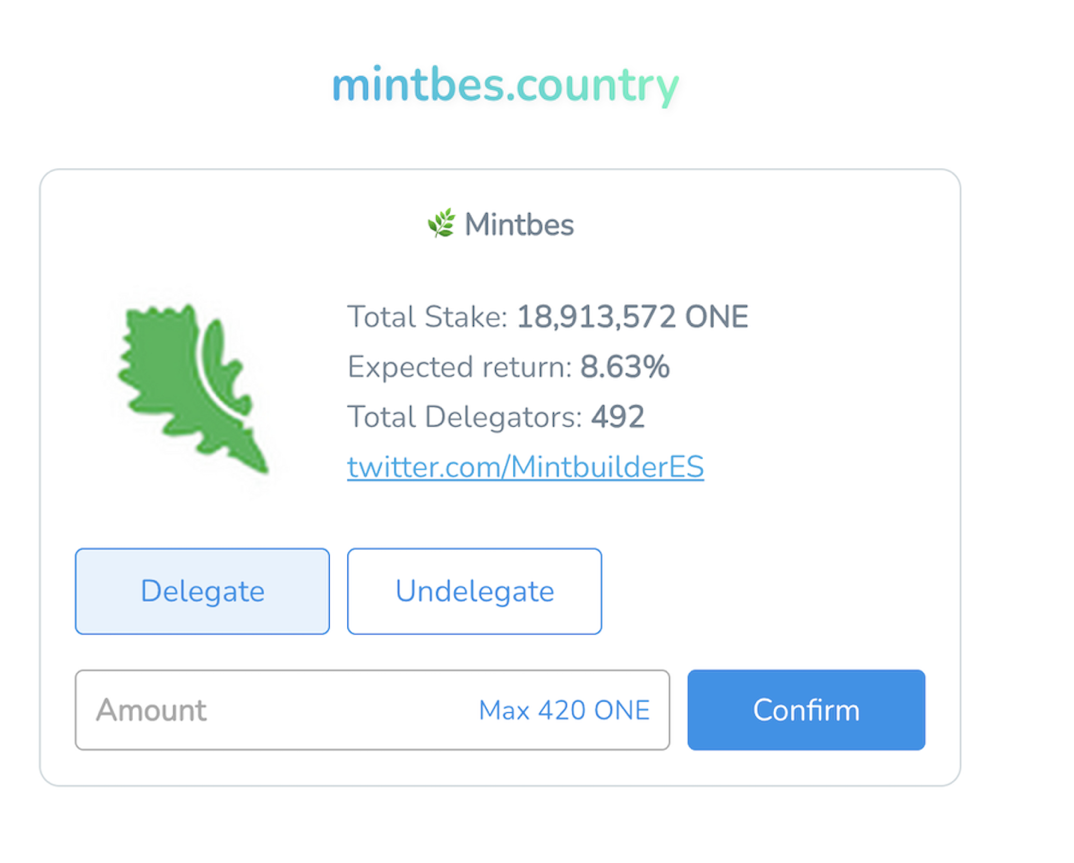 mintbes.country
🌿 Mintbes
Total Stake: 18,913,572 ONE
Expected return: 8.63%
Total Delegators: 492
twitter.com/MintbuilderES
Delegate Undelegate
Amount Max 420 ONE Confirm